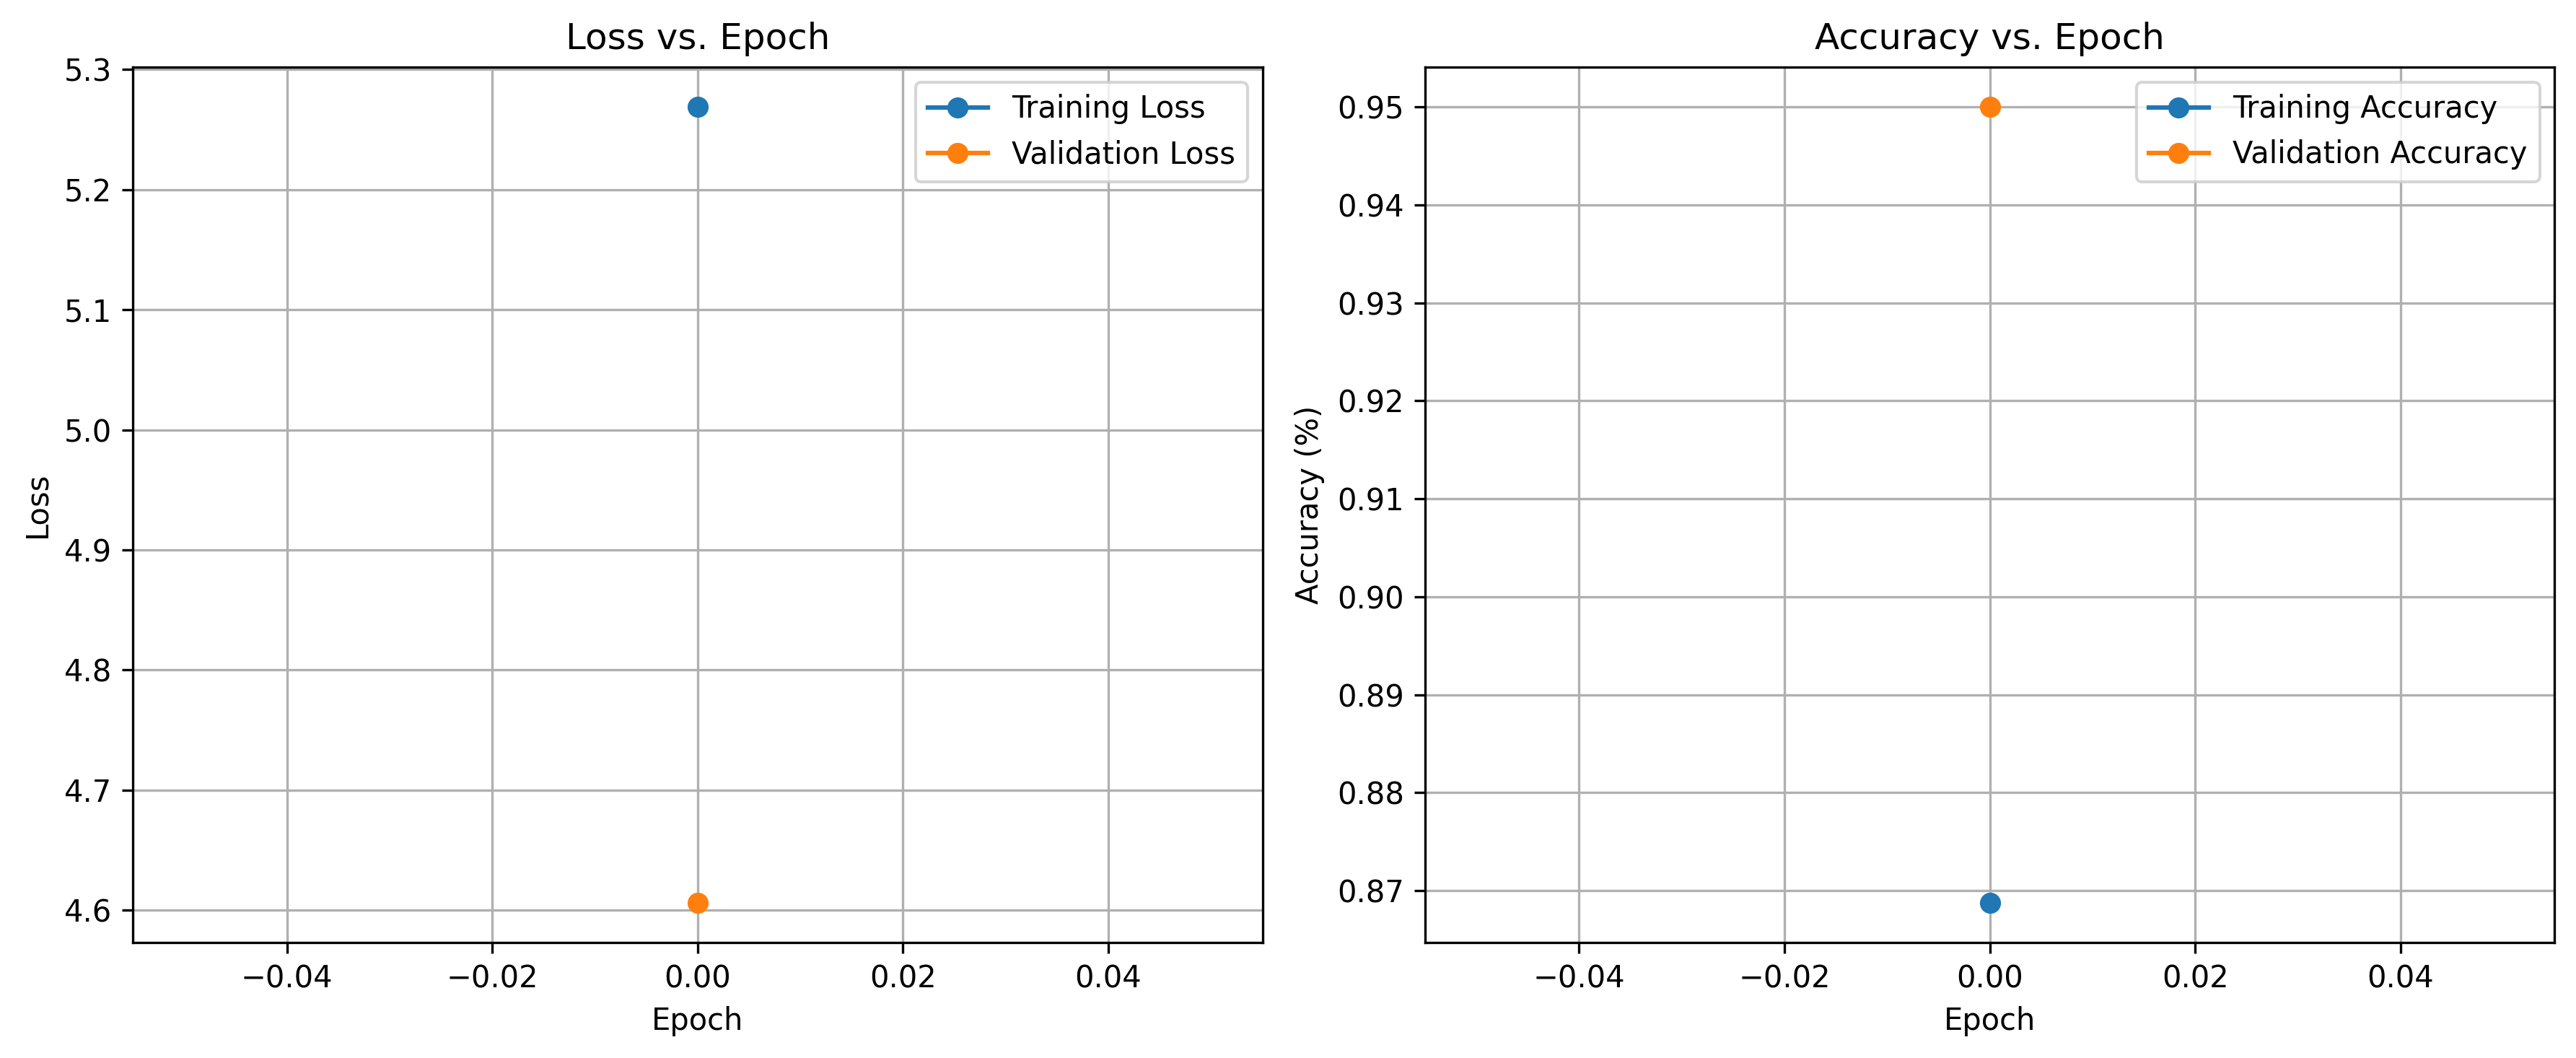 Loss vs. Epoch
5.3
5.2
5.1
5.0
4.9
4.8
4.7
4.6
Loss
−0.04 −0.02 0.00 0.02 0.04
Epoch
Training Loss
Validation Loss
Accuracy vs. Epoch
0.95
0.94
0.93
0.92
0.91
0.90
0.89
0.88
0.87
Accuracy (%)
−0.04 −0.02 0.00 0.02 0.04
Epoch
Training Accuracy
Validation Accuracy